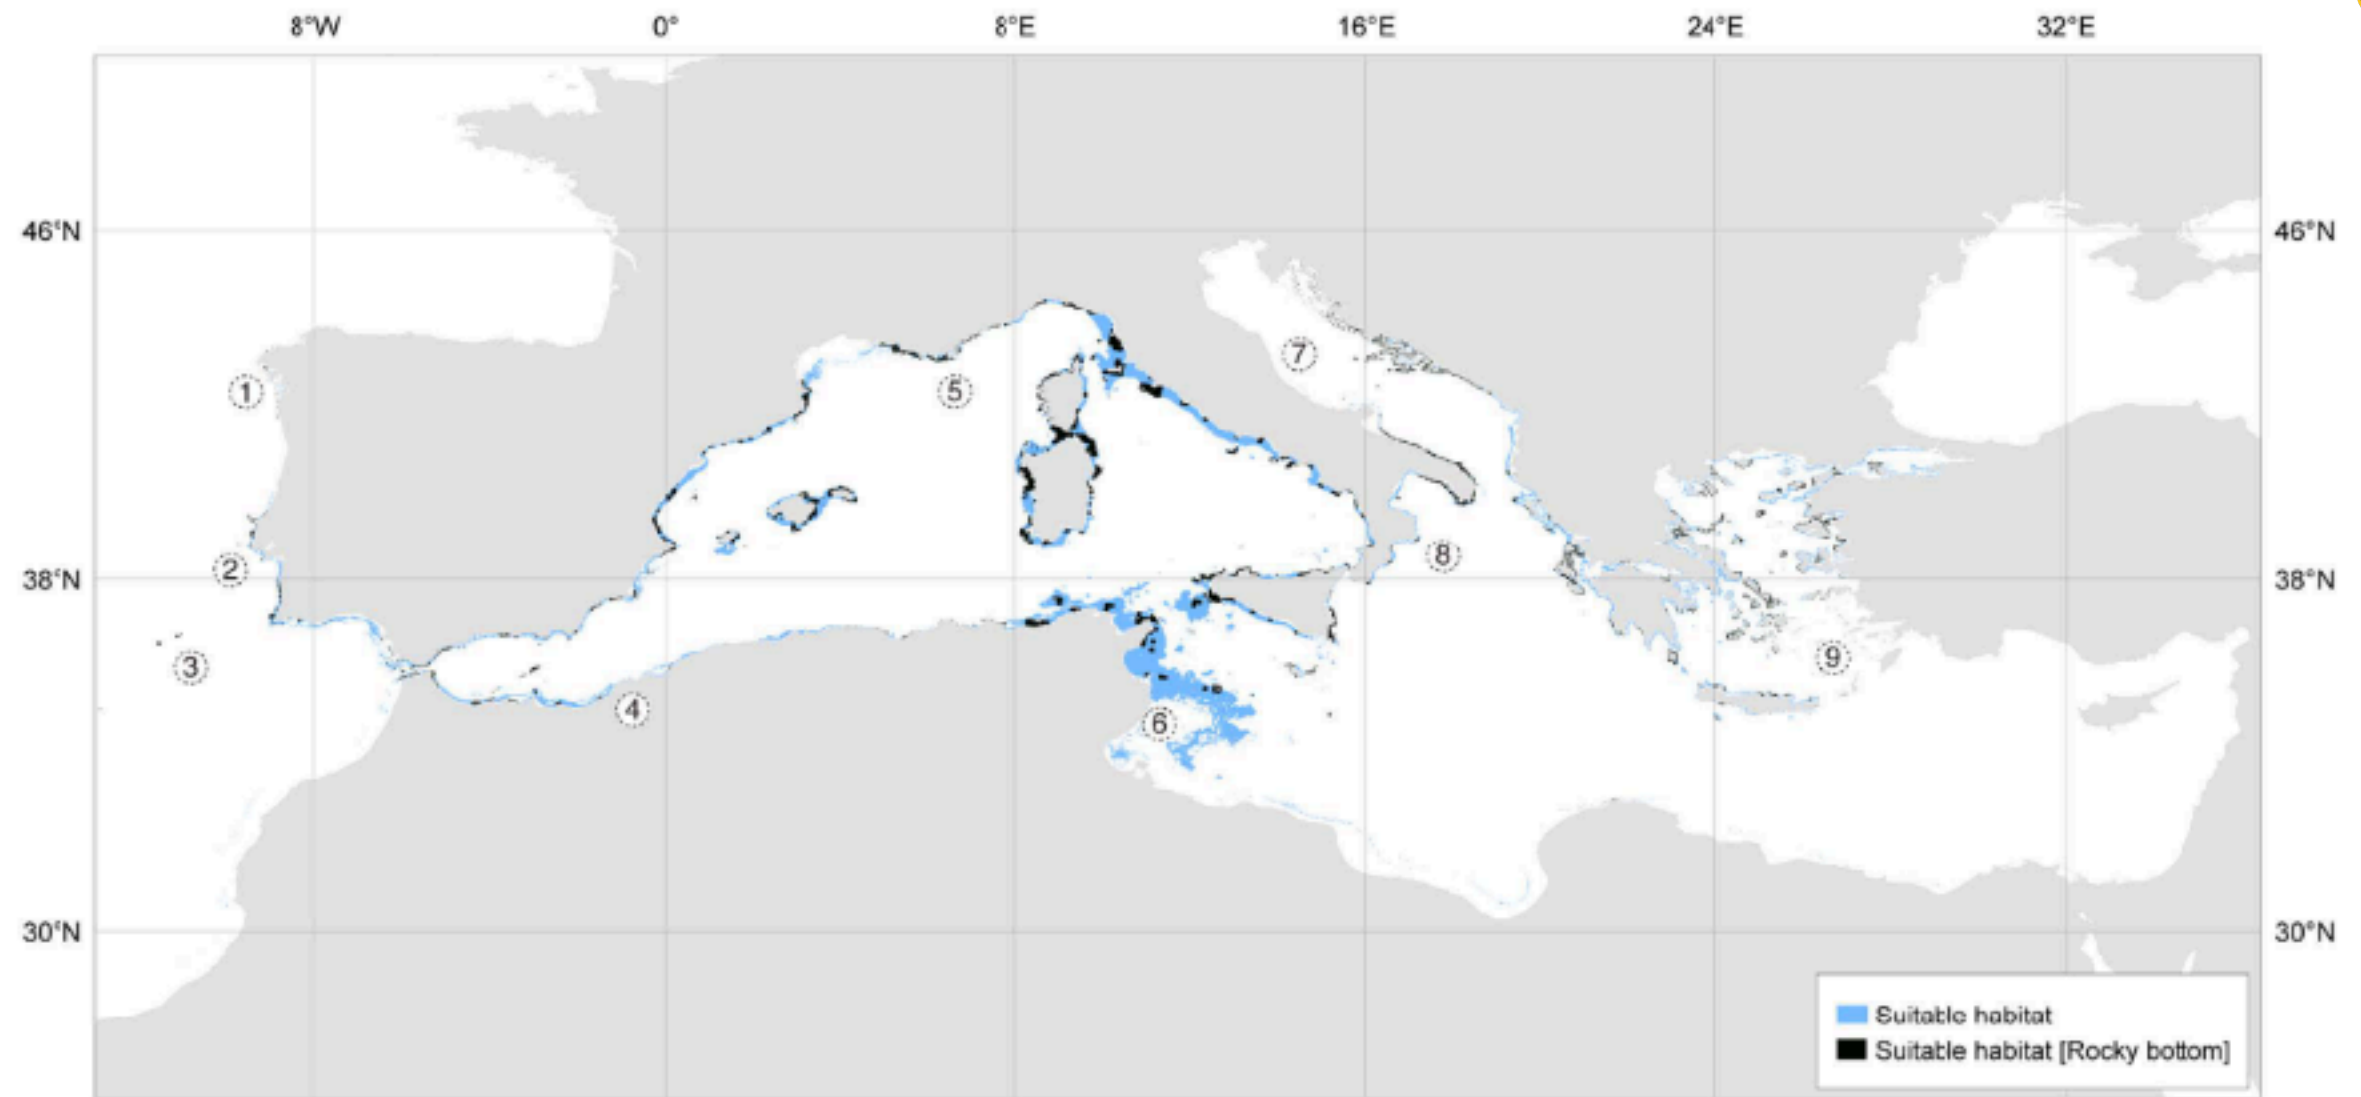 8°W 0° 8°E 16°E 24°E 32°E
46°N 46°N
7
1 5
8
2 38°N 38°N
9
3
4 6
30°N 30°N
Suitable habitat
Suitable habitat [Rocky bottom]